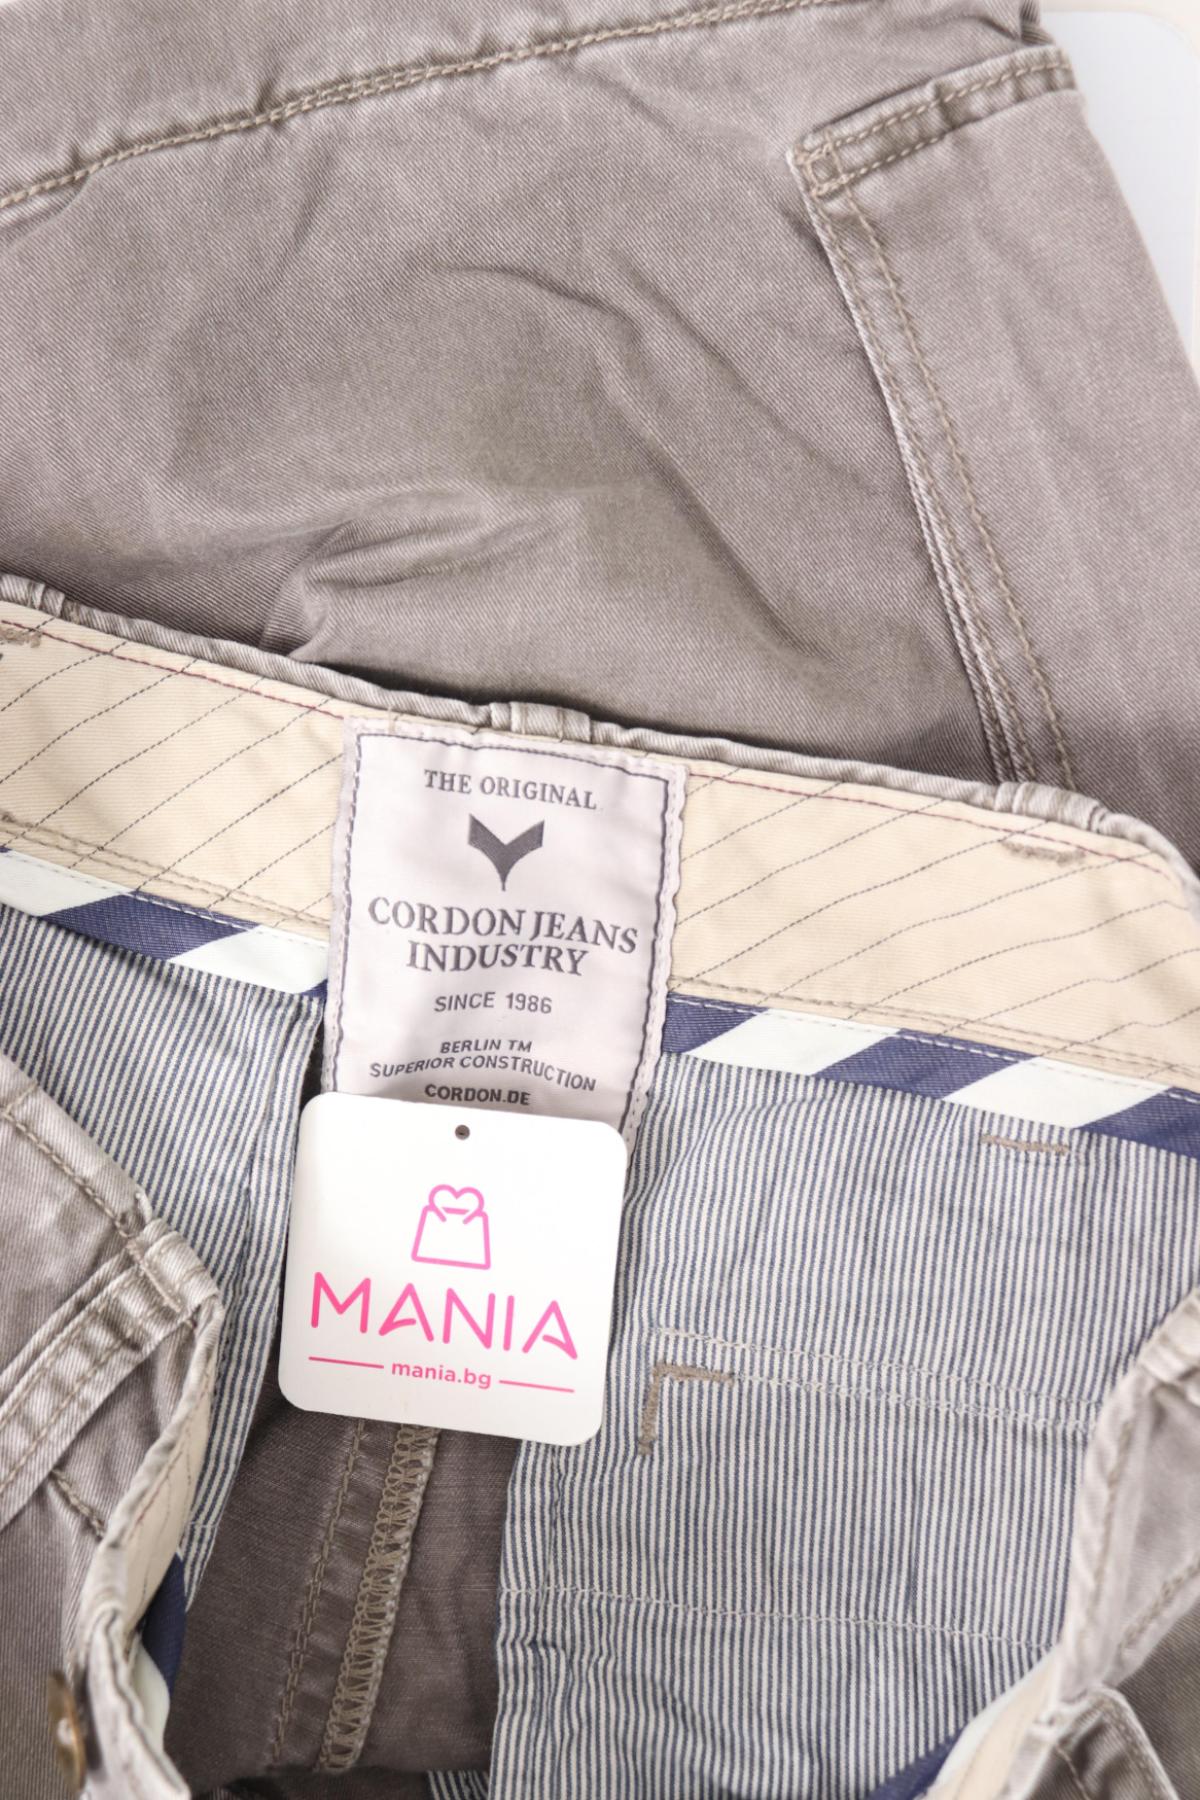 THE ORIGINAL
CORDON JEANS
INDUSTRY
SINCE 1986
BERLIN TM
SUPERIOR CONSTRUCTION
CORDON.DE
MANIA
mania.bg